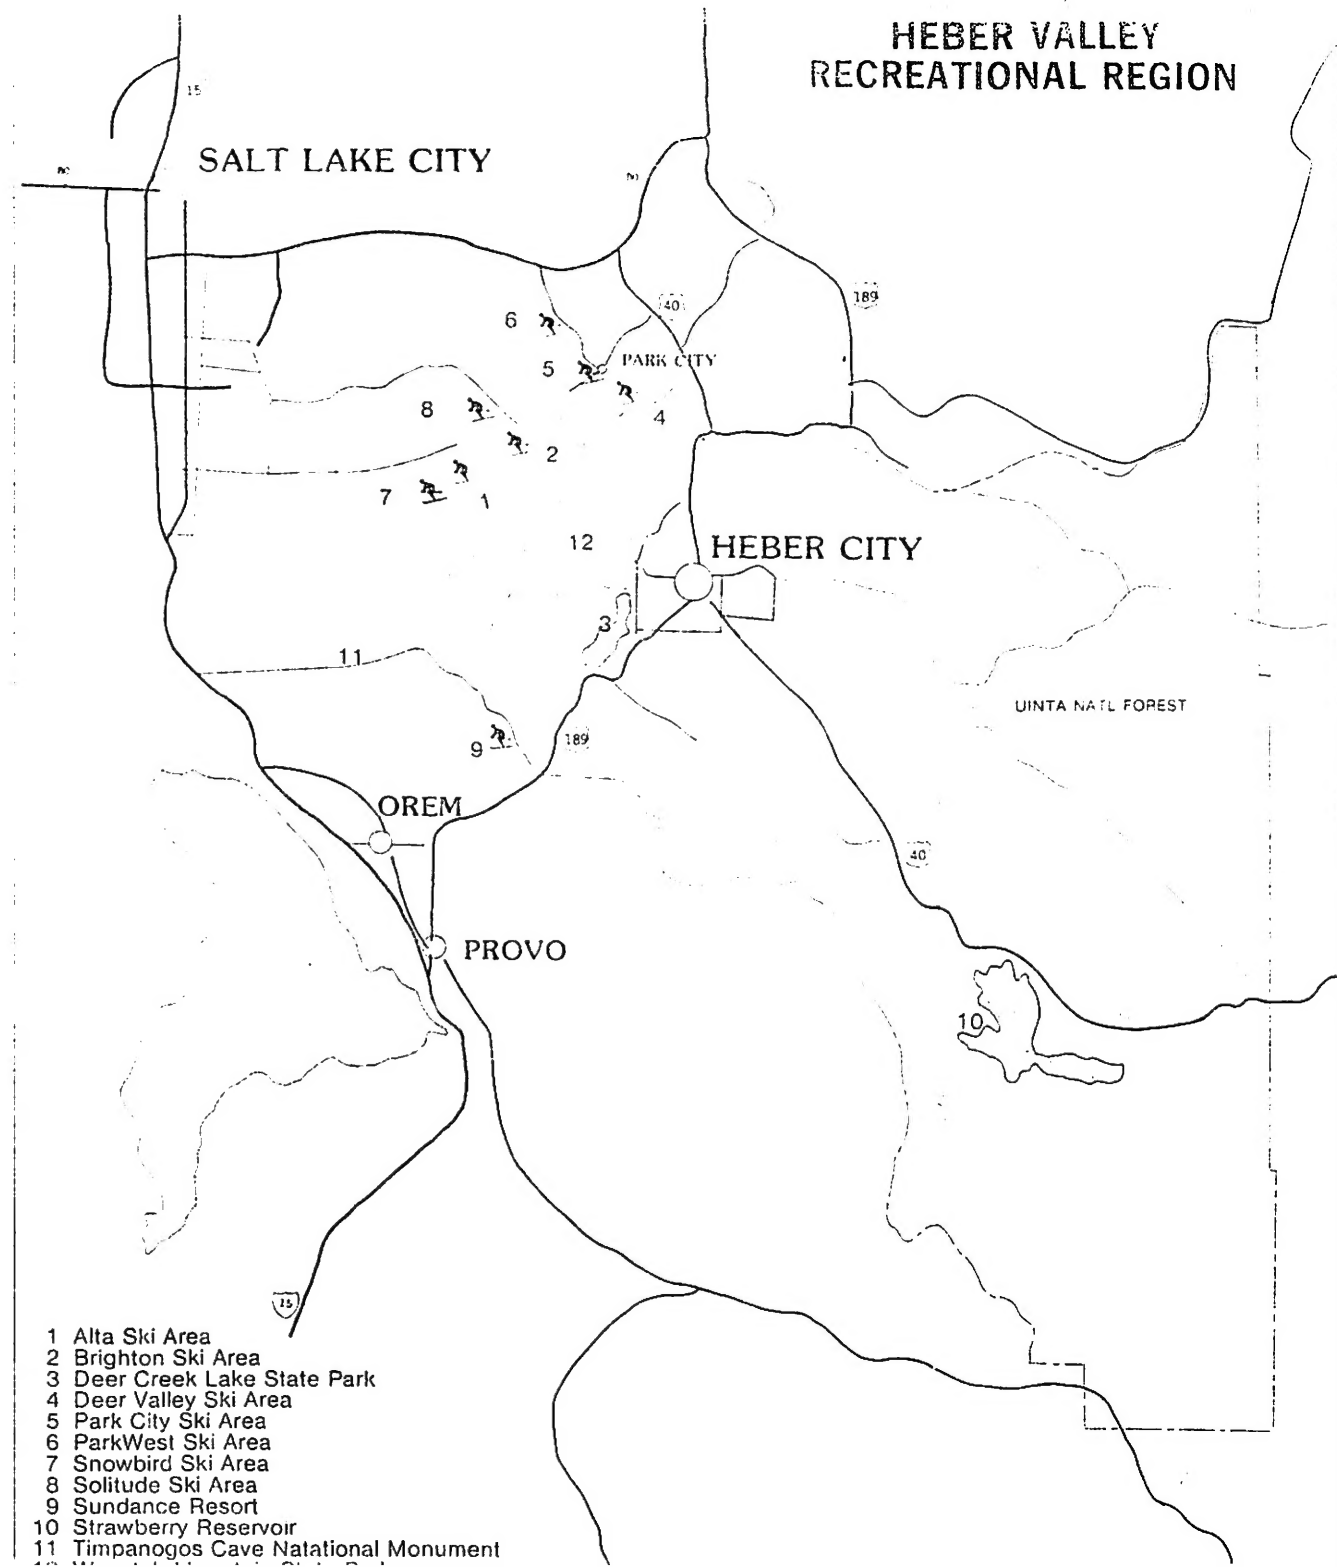 HEBER VALLEY
RECREATIONAL REGION
15
SALT LAKE CITY
80
80
40
189
6
5
PARK CITY
8
4
2
7
1
12
HEBER CITY
3
11
UINTA NATL FOREST
9
189
OREM
40
PROVO
10
15
1 Alta Ski Area
2 Brighton Ski Area
3 Deer Creek Lake State Park
4 Deer Valley Ski Area
5 Park City Ski Area
6 ParkWest Ski Area
7 Snowbird Ski Area
8 Solitude Ski Area
9 Sundance Resort
10 Strawberry Reservoir
11 Timpanogos Cave Natational Monument